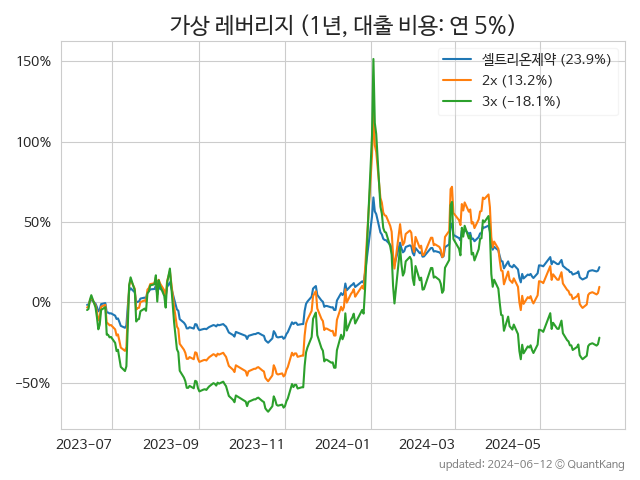 가상 레버리지 (1년, 대출 비용: 연 5%)
셀트리온제약 (23.9%)
2x (13.2%)
3x (−18.1%)
150%
100%
50%
0%
−50%
2023-07 2023-09 2023-11 2024-01 2024-03 2024-05
updated: 2024-06-12 © QuantKang